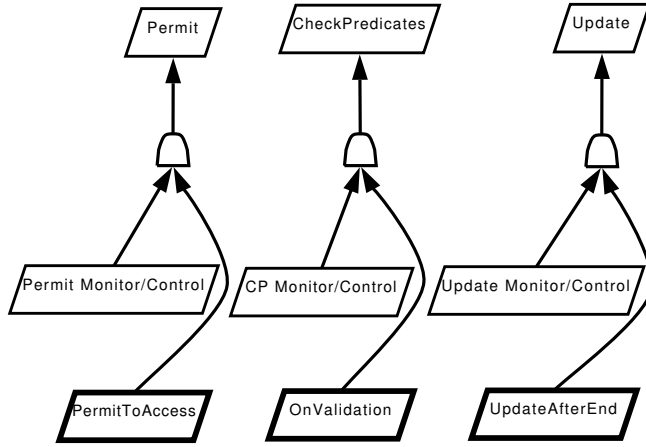 Permit
CheckPredicates
Update
Permit Monitor/Control
CP Monitor/Control
Update Monitor/Control
PermitToAccess
OnValidation
UpdateAfterEnd